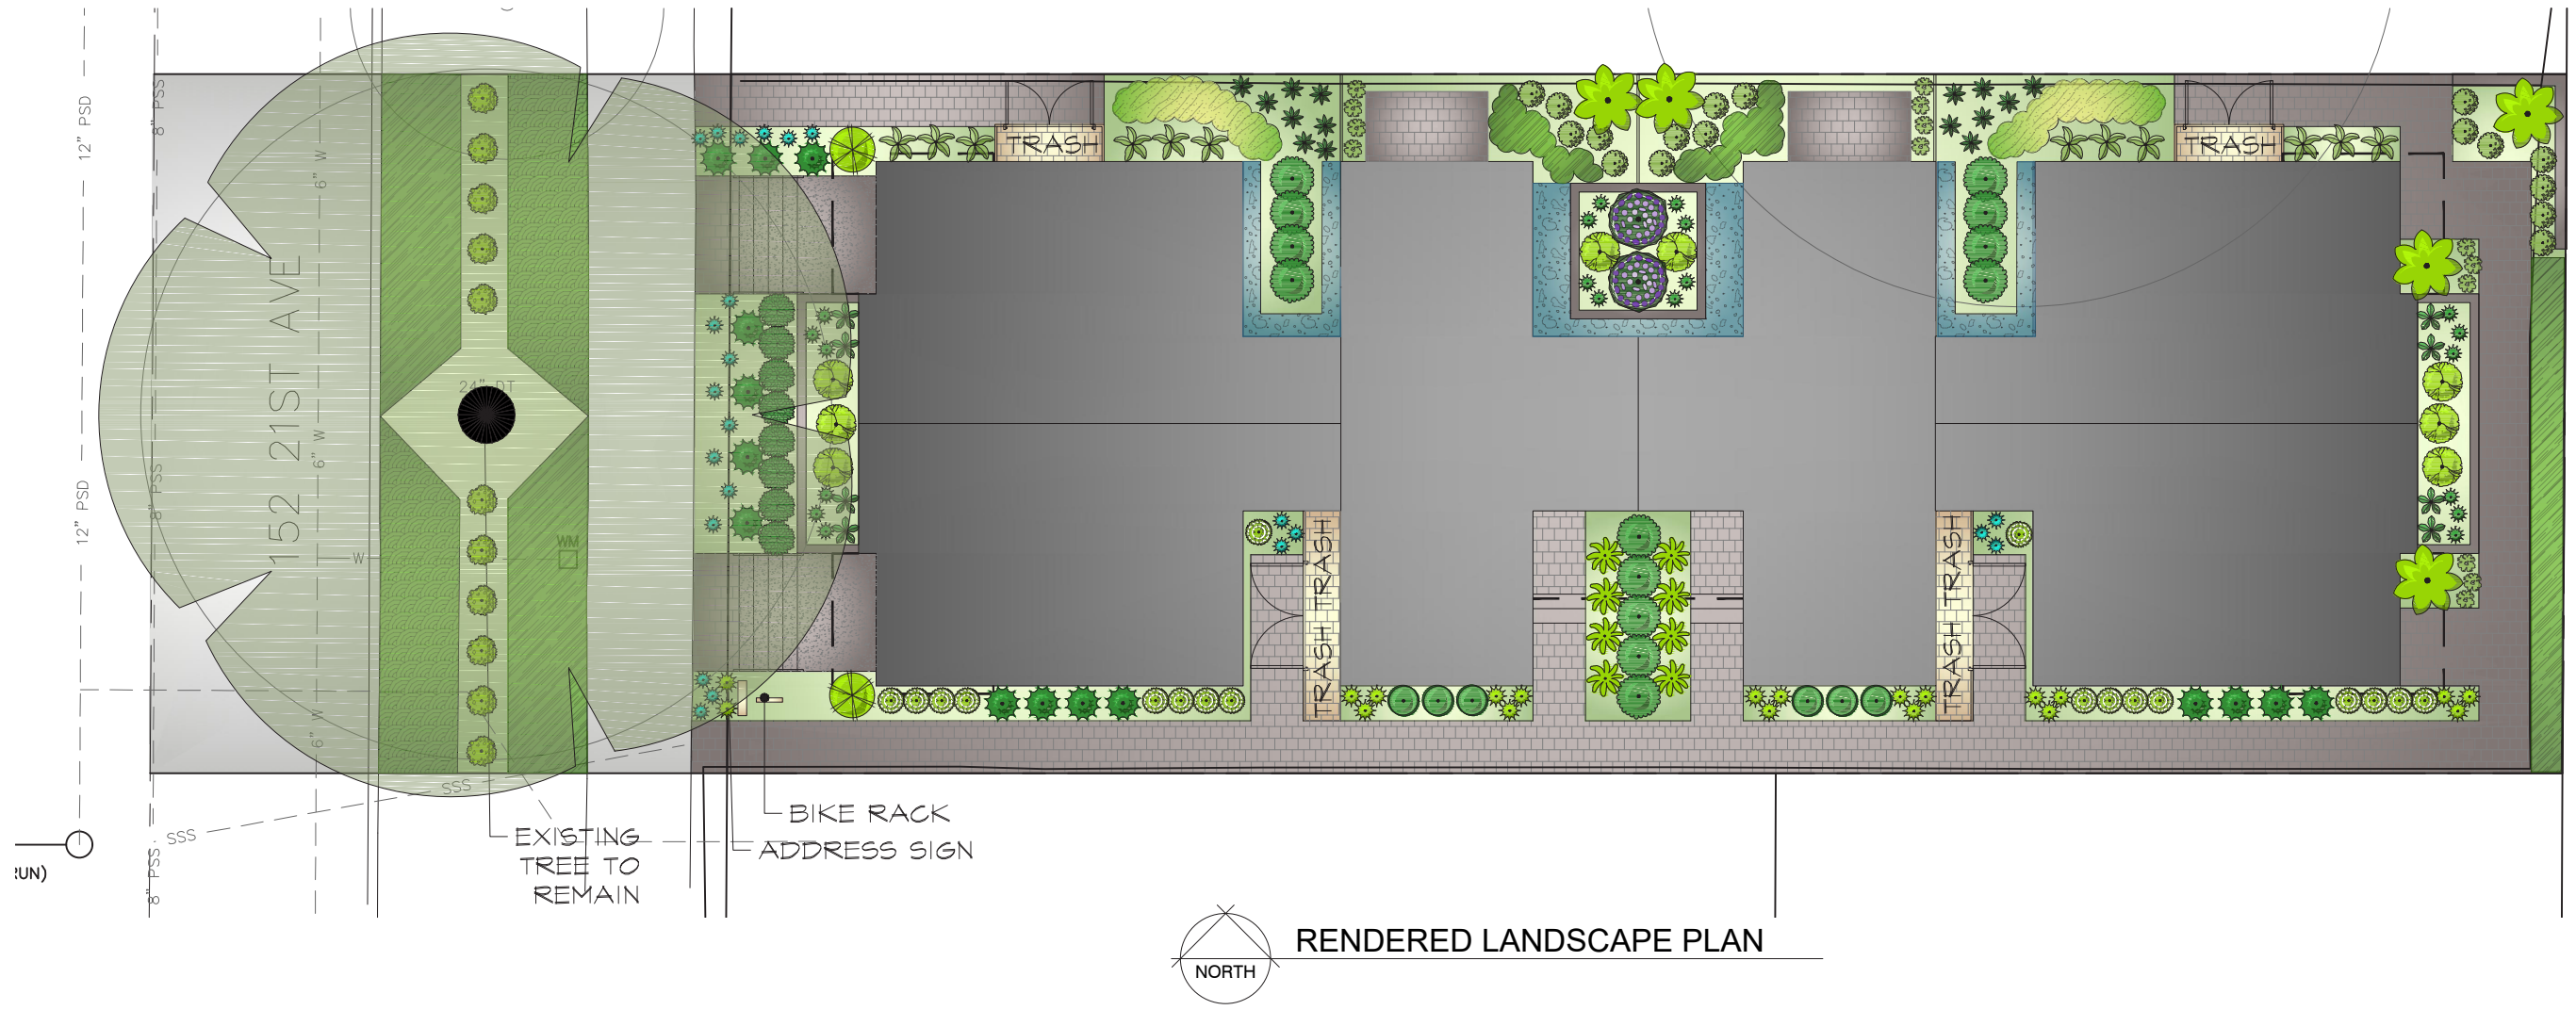 12" PSD
8" PSS
6" W
TRASH
TRASH
152 21ST AVE
24" DT
6" W
12" PSD
8" PSS
W
WM
TRASH TRASH
TRASH TRASH
6" W
SSS
SSS
8" PSS
BIKE RACK
ADDRESS SIGN
EXISTING
TREE TO
REMAIN
RUN)
RENDERED LANDSCAPE PLAN
NORTH